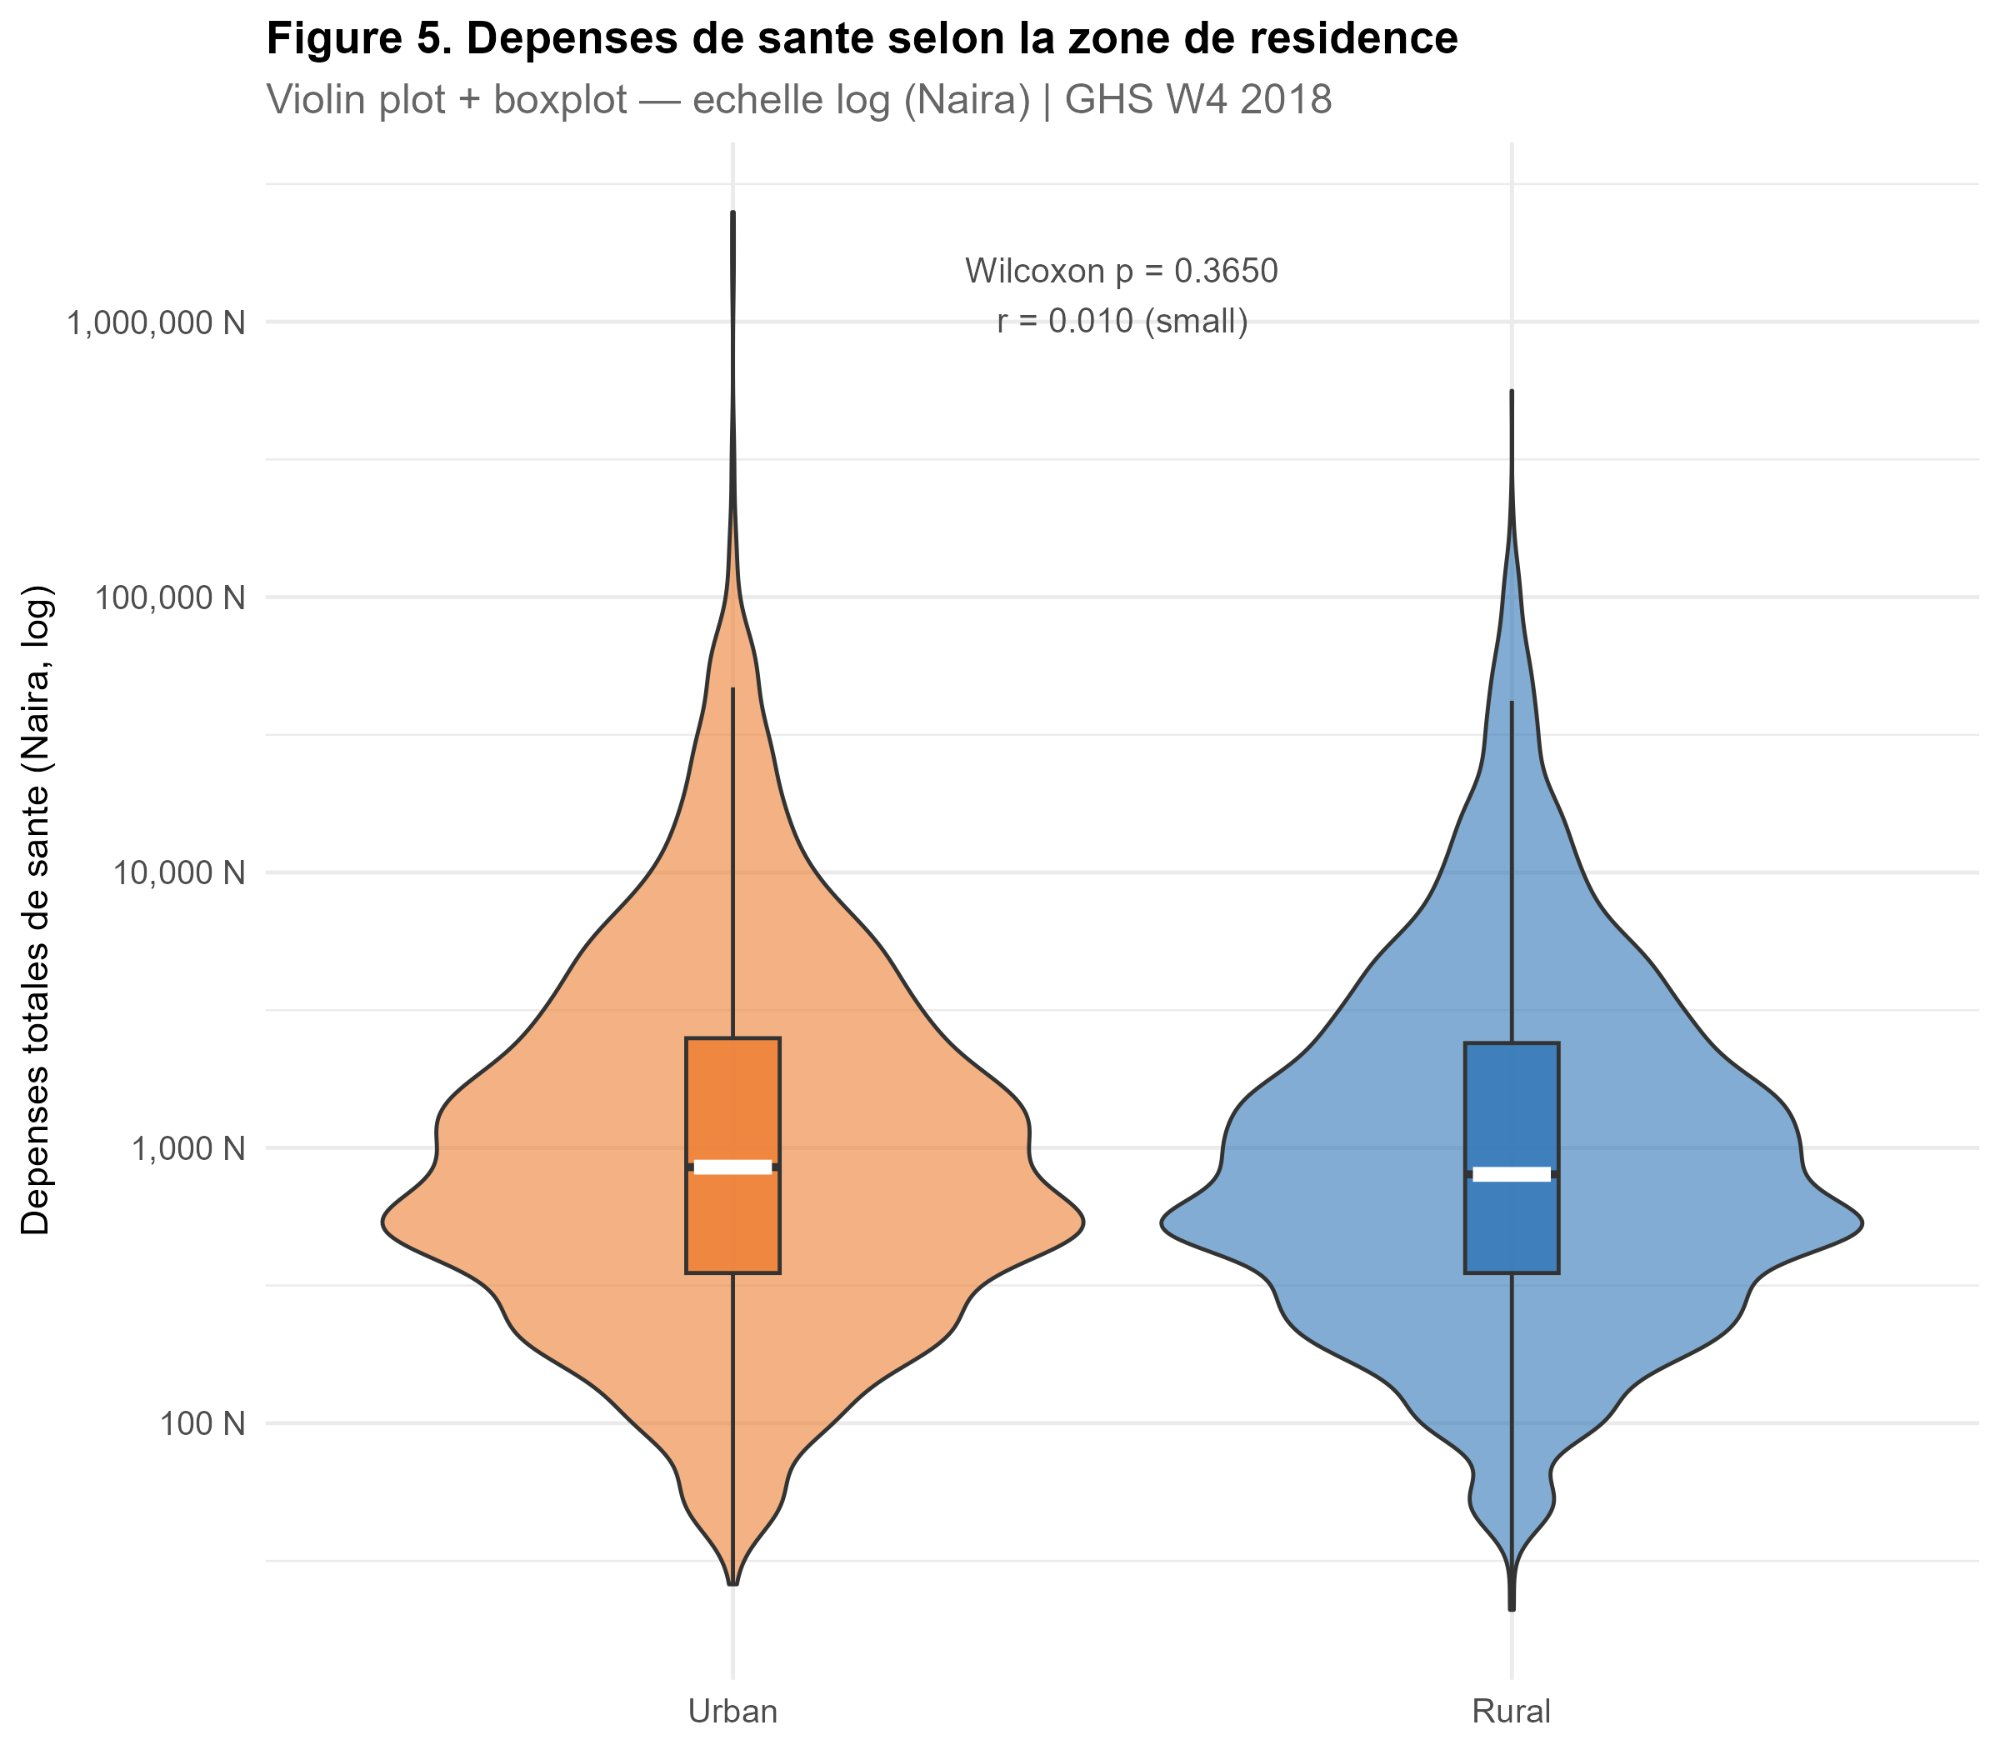 Figure 5. Depenses de sante selon la zone de residence
Violin plot + boxplot — echelle log (Naira) | GHS W4 2018
Wilcoxon p = 0.3650
r = 0.010 (small)
1,000,000 N
100,000 N
10,000 N
1,000 N
100 N
Depenses totales de sante (Naira, log)
Urban
Rural